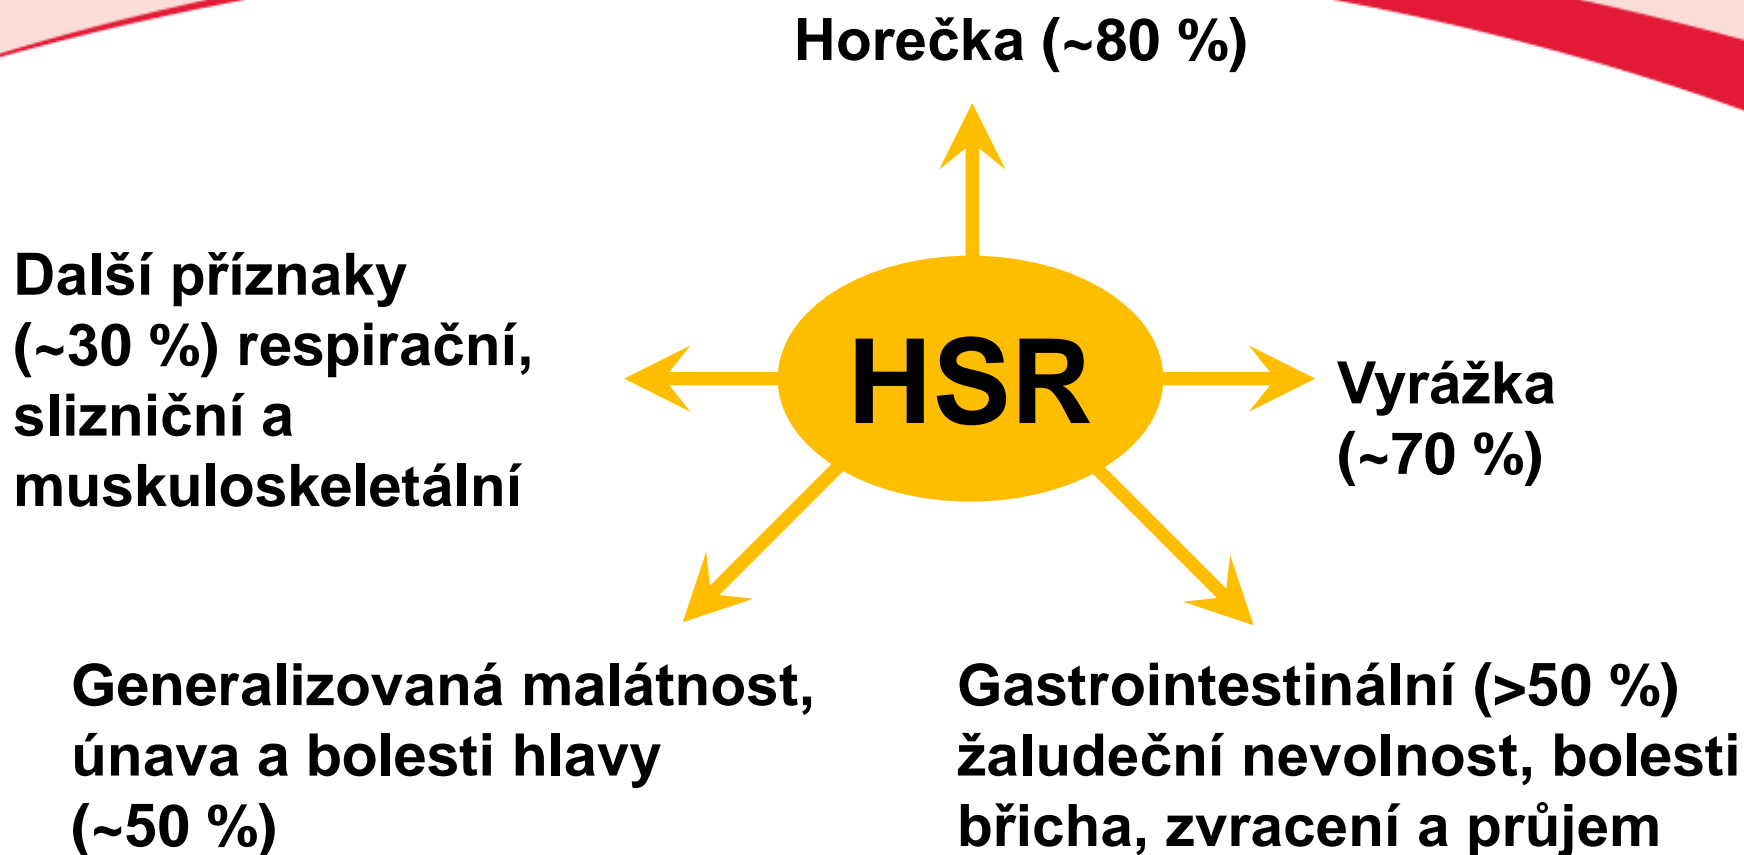 Horečka (~80 %)
Další příznaky
(~30 %) respirační,
slizniční a
muskuloskeletální
HSR
Vyrážka
(~70 %)
Generalizovaná malátnost,
únava a bolesti hlavy
(~50 %)
Gastrointestinální (>50 %)
žaludeční nevolnost, bolesti
břicha, zvracení a průjem